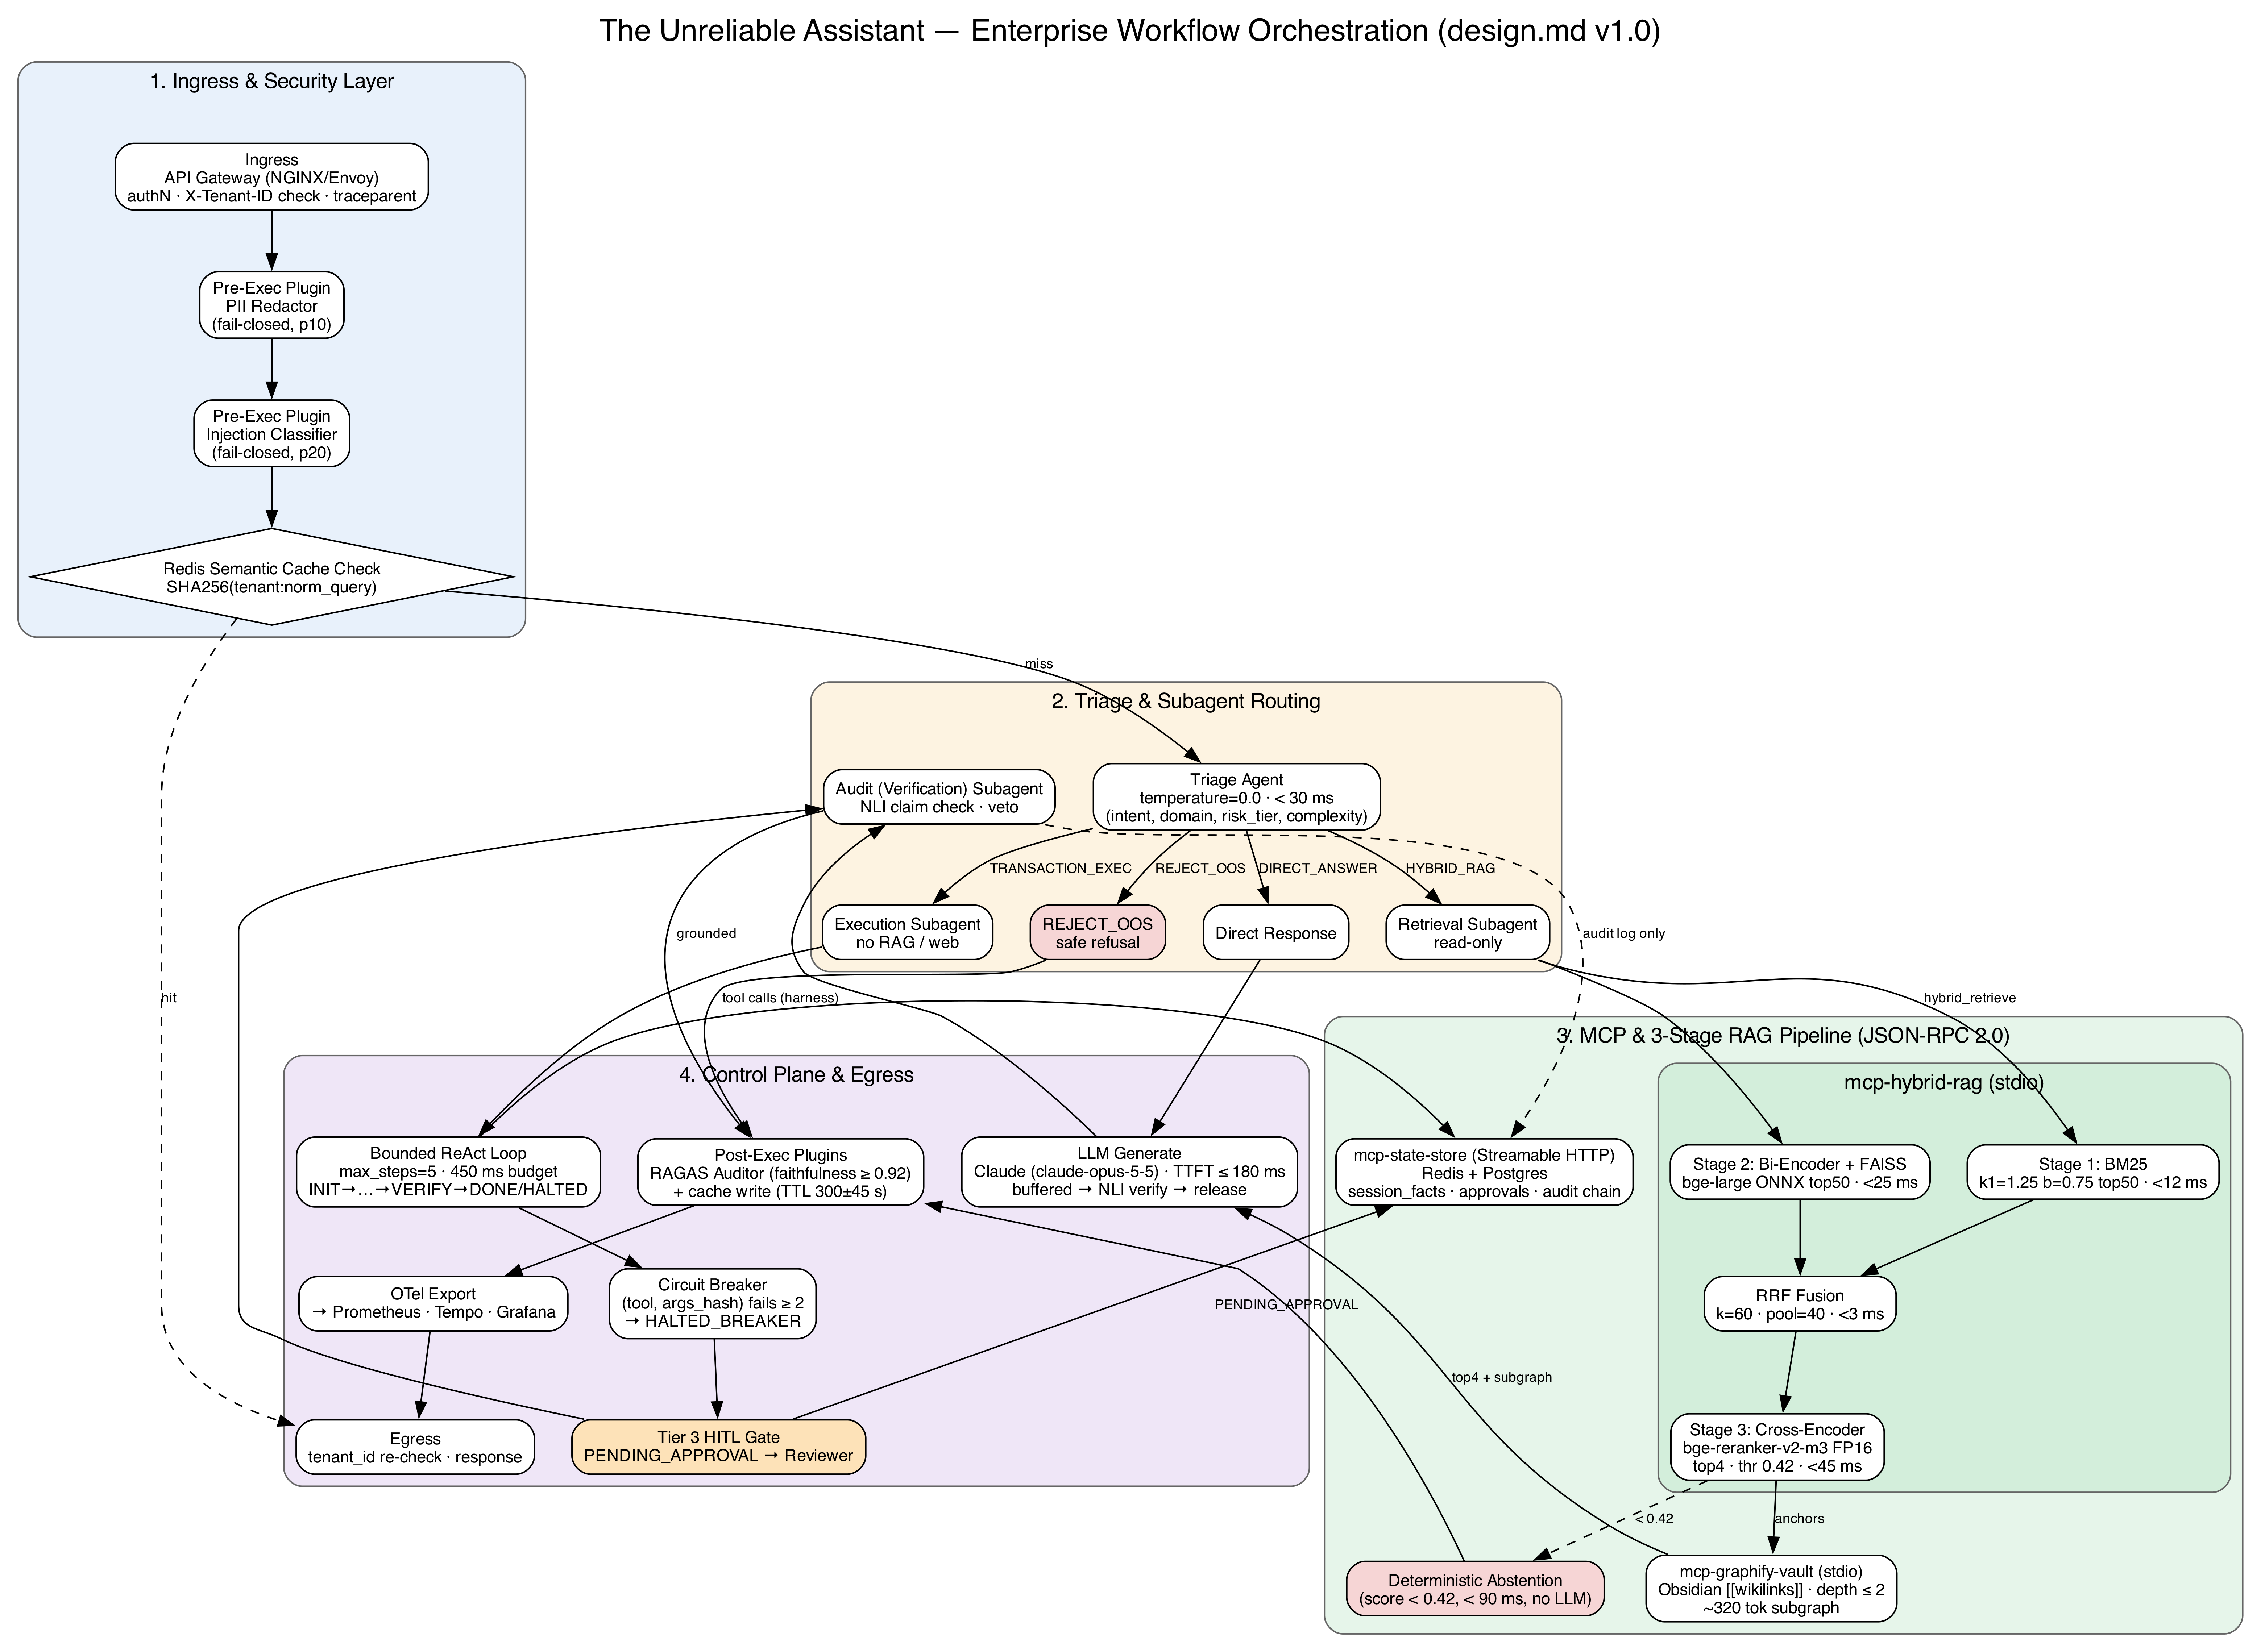 The Unreliable Assistant — Enterprise Workflow Orchestration (design.md v1.0)
1. Ingress & Security Layer
Ingress
API Gateway (NGINX/Envoy)
authN · X-Tenant-ID check · traceparent
Pre-Exec Plugin
PII Redactor
(fail-closed, p10)
Pre-Exec Plugin
Injection Classifier
(fail-closed, p20)
Redis Semantic Cache Check
SHA256(tenant:norm_query)
miss
hit
2. Triage & Subagent Routing
Audit (Verification) Subagent
NLI claim check · veto
Triage Agent
temperature=0.0 · < 30 ms
(intent, domain, risk_tier, complexity)
TRANSACTION_EXEC
REJECT_OOS
DIRECT_ANSWER
HYBRID_RAG
Execution Subagent
no RAG / web
REJECT_OOS
safe refusal
Direct Response
Retrieval Subagent
read-only
grounded
audit log only
tool calls (harness)
hybrid_retrieve
3. MCP & 3-Stage RAG Pipeline (JSON-RPC 2.0)
mcp-hybrid-rag (stdio)
4. Control Plane & Egress
Bounded ReAct Loop
max_steps=5 · 450 ms budget
INIT→…→VERIFY→DONE/HALTED
Post-Exec Plugins
RAGAS Auditor (faithfulness ≥ 0.92)
+ cache write (TTL 300±45 s)
LLM Generate
Claude (claude-opus-5-5) · TTFT ≤ 180 ms
buffered → NLI verify → release
mcp-state-store (Streamable HTTP)
Redis + Postgres
session_facts · approvals · audit chain
Stage 2: Bi-Encoder + FAISS
bge-large ONNX top50 · <25 ms
Stage 1: BM25
k1=1.25 b=0.75 top50 · <12 ms
OTel Export
→ Prometheus · Tempo · Grafana
Circuit Breaker
(tool, args_hash) fails ≥ 2
→ HALTED_BREAKER
PENDING_APPROVAL
RRF Fusion
k=60 · pool=40 · <3 ms
top4 + subgraph
Egress
tenant_id re-check · response
Tier 3 HITL Gate
PENDING_APPROVAL → Reviewer
Stage 3: Cross-Encoder
bge-reranker-v2-m3 FP16
top4 · thr 0.42 · <45 ms
< 0.42
anchors
Deterministic Abstention
(score < 0.42, < 90 ms, no LLM)
mcp-graphify-vault (stdio)
Obsidian [[wikilinks]] · depth ≤ 2
~320 tok subgraph